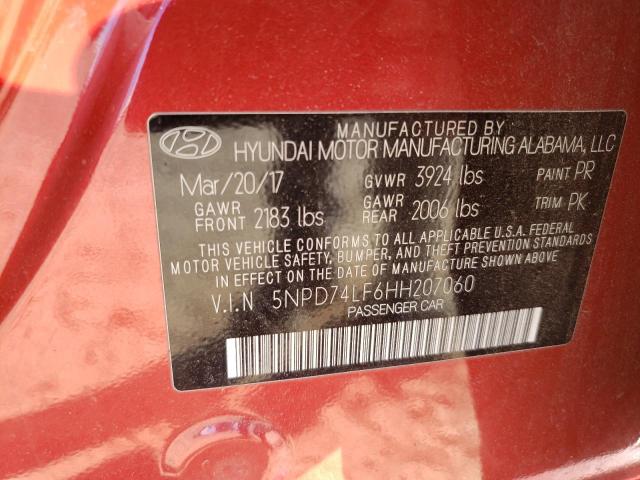 MANUFACTURED BY
HYUNDAI MOTOR MANUFACTURING ALABAMA, LLC
Mar/20/17 GVWR 3924 lbs PAINT PR
GAWR FRONT 2183 lbs GAWR REAR 2006 lbs TRIM PK
THIS VEHICLE CONFORMS TO ALL APPLICABLE U.S.A. FEDERAL
MOTOR VEHICLE SAFETY, BUMPER, AND THEFT PREVENTION STANDARDS
IN EFFECT ON THE DATE OF MANUFACTURE SHOWN ABOVE.
V.I.N 5NPD74LF6HH207060
PASSENGER CAR